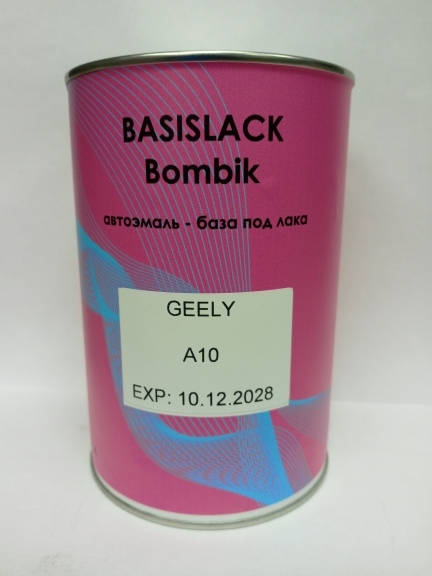 BASISLACK
Bombik
автоэмаль - база под лака
GEELY
A10
EXP: 10.12.2028